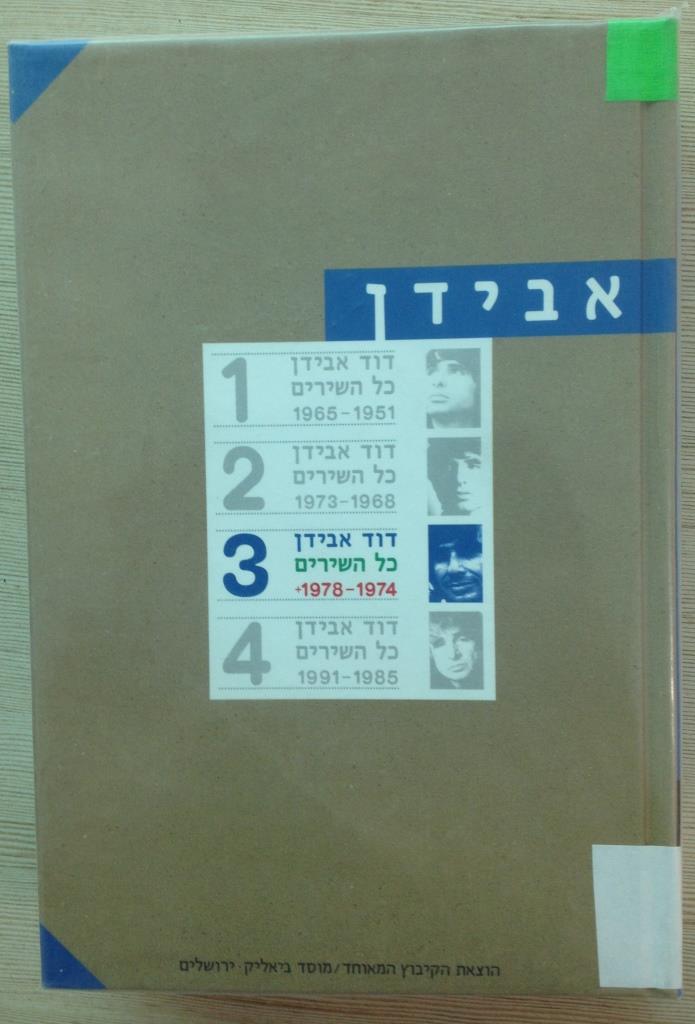 אבידן
1
דוד אבידן
כל השירים
1965-1951
2
דוד אבידן
כל השירים
1973-1968
3
דוד אבידן
כל השירים
+1978-1974
4
דוד אבידן
כל השירים
1991-1985
הוצאת הקיבוץ המאוחד/מוסד ביאליק · ירושלים